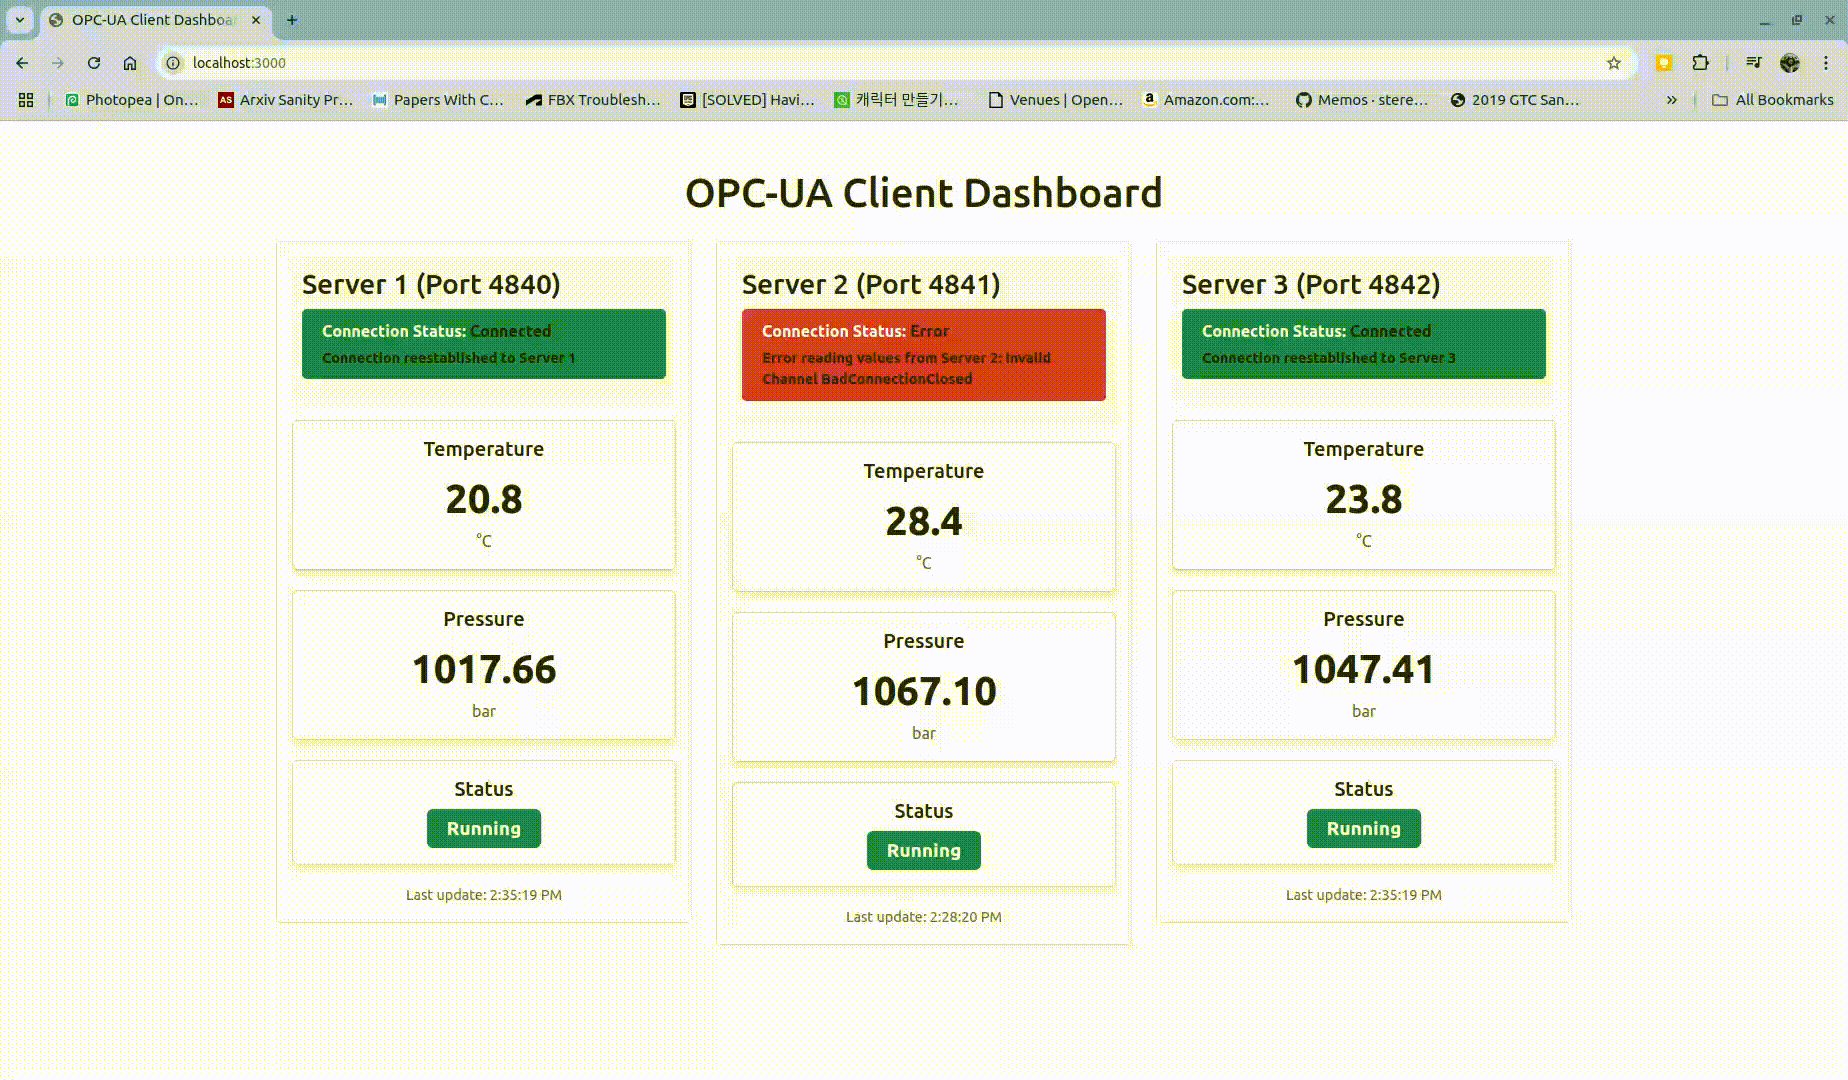 OPC-UA Client Dashboa
localhost:3000
Photopea | On...
AS Arxiv Sanity Pr...
Papers With C...
FBX Troublesh...
[SOLVED] Havi...
캐릭터 만들기...
Venues | Open...
a Amazon.com:...
Memos · stere...
2019 GTC San...
All Bookmarks
OPC-UA Client Dashboard
Server 1 (Port 4840)
Connection Status: Connected
Connection reestablished to Server 1
Temperature
20.8
°C
Pressure
1017.66
bar
Status
Running
Last update: 2:35:19 PM
Server 2 (Port 4841)
Connection Status: Error
Error reading values from Server 2: Invalid
Channel BadConnectionClosed
Temperature
28.4
°C
Pressure
1067.10
bar
Status
Running
Last update: 2:28:20 PM
Server 3 (Port 4842)
Connection Status: Connected
Connection reestablished to Server 3
Temperature
23.8
°C
Pressure
1047.41
bar
Status
Running
Last update: 2:35:19 PM